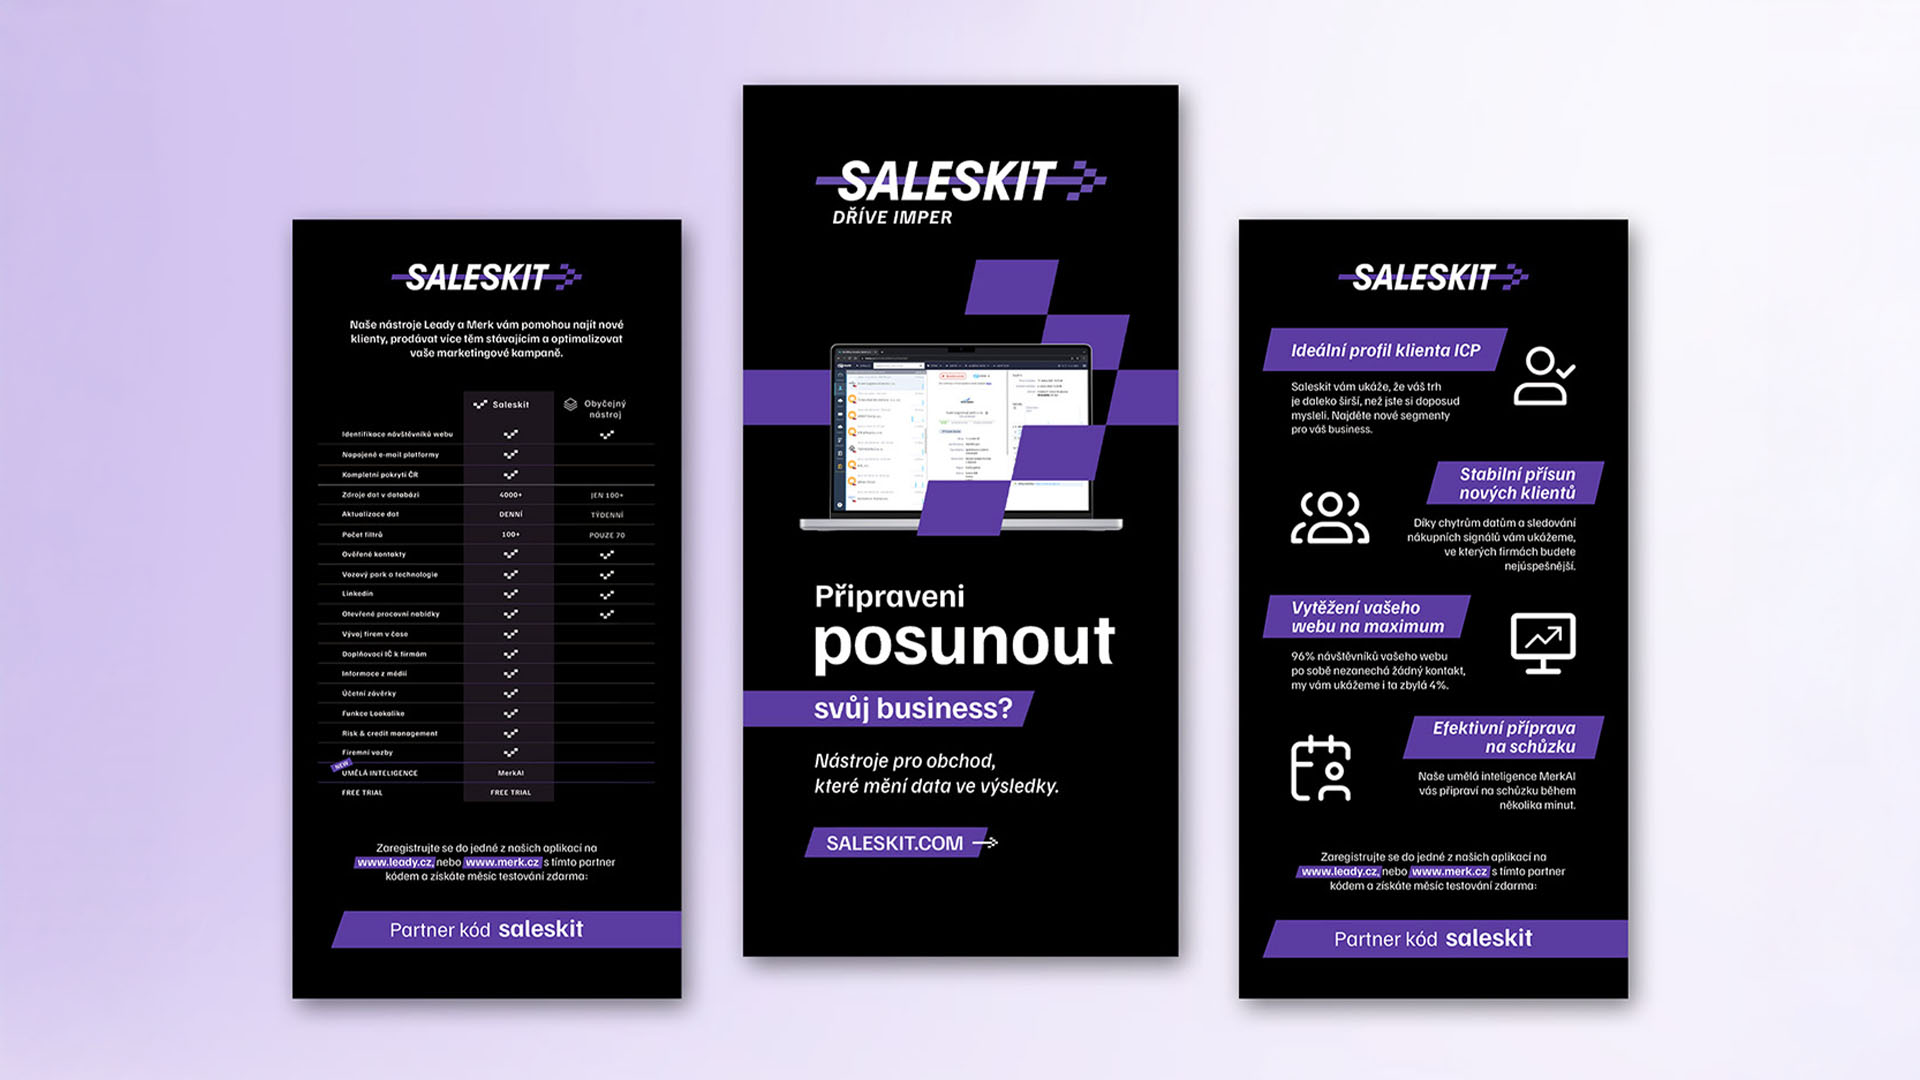 SALESKIT
Naše nástroje Leady a Merk vám pomohou najít nové
klienty, prodávat více těm stávajícím a optimalizovat
vaše marketingové kampaně.
Saleskit
Obyčejný
nástroj
Identifikace návštěvníků webu
Napojené e-mail platformy
Kompletní pokrytí ČR
Zdroje dat v databázi 4000+ JEN 100+
Aktualizace dat DENNÍ TÝDENNÍ
Počet filtrů 100+ POUZE 70
Ověřené kontakty
Vozový park a technologie
Linkedin
Otevřené pracovní nabídky
Vývoj firem v čase
Doplňovací IČ k firmám
Informace z médií
Účetní závěrky
Funkce Lookalike
Risk & credit management
Firemní vazby
NEW
UMĚLÁ INTELIGENCE MerkAI
FREE TRIAL FREE TRIAL
Zaregistrujte se do jedné z našich aplikací na
www.leady.cz, nebo www.merk.cz s tímto partner
kódem a získáte měsíc testování zdarma:
Partner kód saleskit
SALESKIT
DŘÍVE IMPER
Připraveni
posunout
svůj business?
Nástroje pro obchod,
které mění data ve výsledky.
SALESKIT.COM
SALESKIT
Ideální profil klienta ICP
Saleskit vám ukáže, že váš trh
je daleko širší, než jste si doposud
mysleli. Najděte nové segmenty
pro váš business.
Stabilní přísun
nových klientů
Díky chytrým datům a sledování
nákupních signálů vám ukážeme,
ve kterých firmách budete
nejúspešnější.
Vytěžení vašeho
webu na maximum
96% návštěvníků vašeho webu
po sobě nezanechá žádný kontakt,
my vám ukážeme i ta zbylá 4%.
Efektivní příprava
na schůzku
Naše umělá inteligence MerkAI
vás připraví na schůzku během
několika minut.
Zaregistrujte se do jedné z našich aplikací na
www.leady.cz, nebo www.merk.cz s tímto partner
kódem a získáte měsíc testování zdarma:
Partner kód saleskit